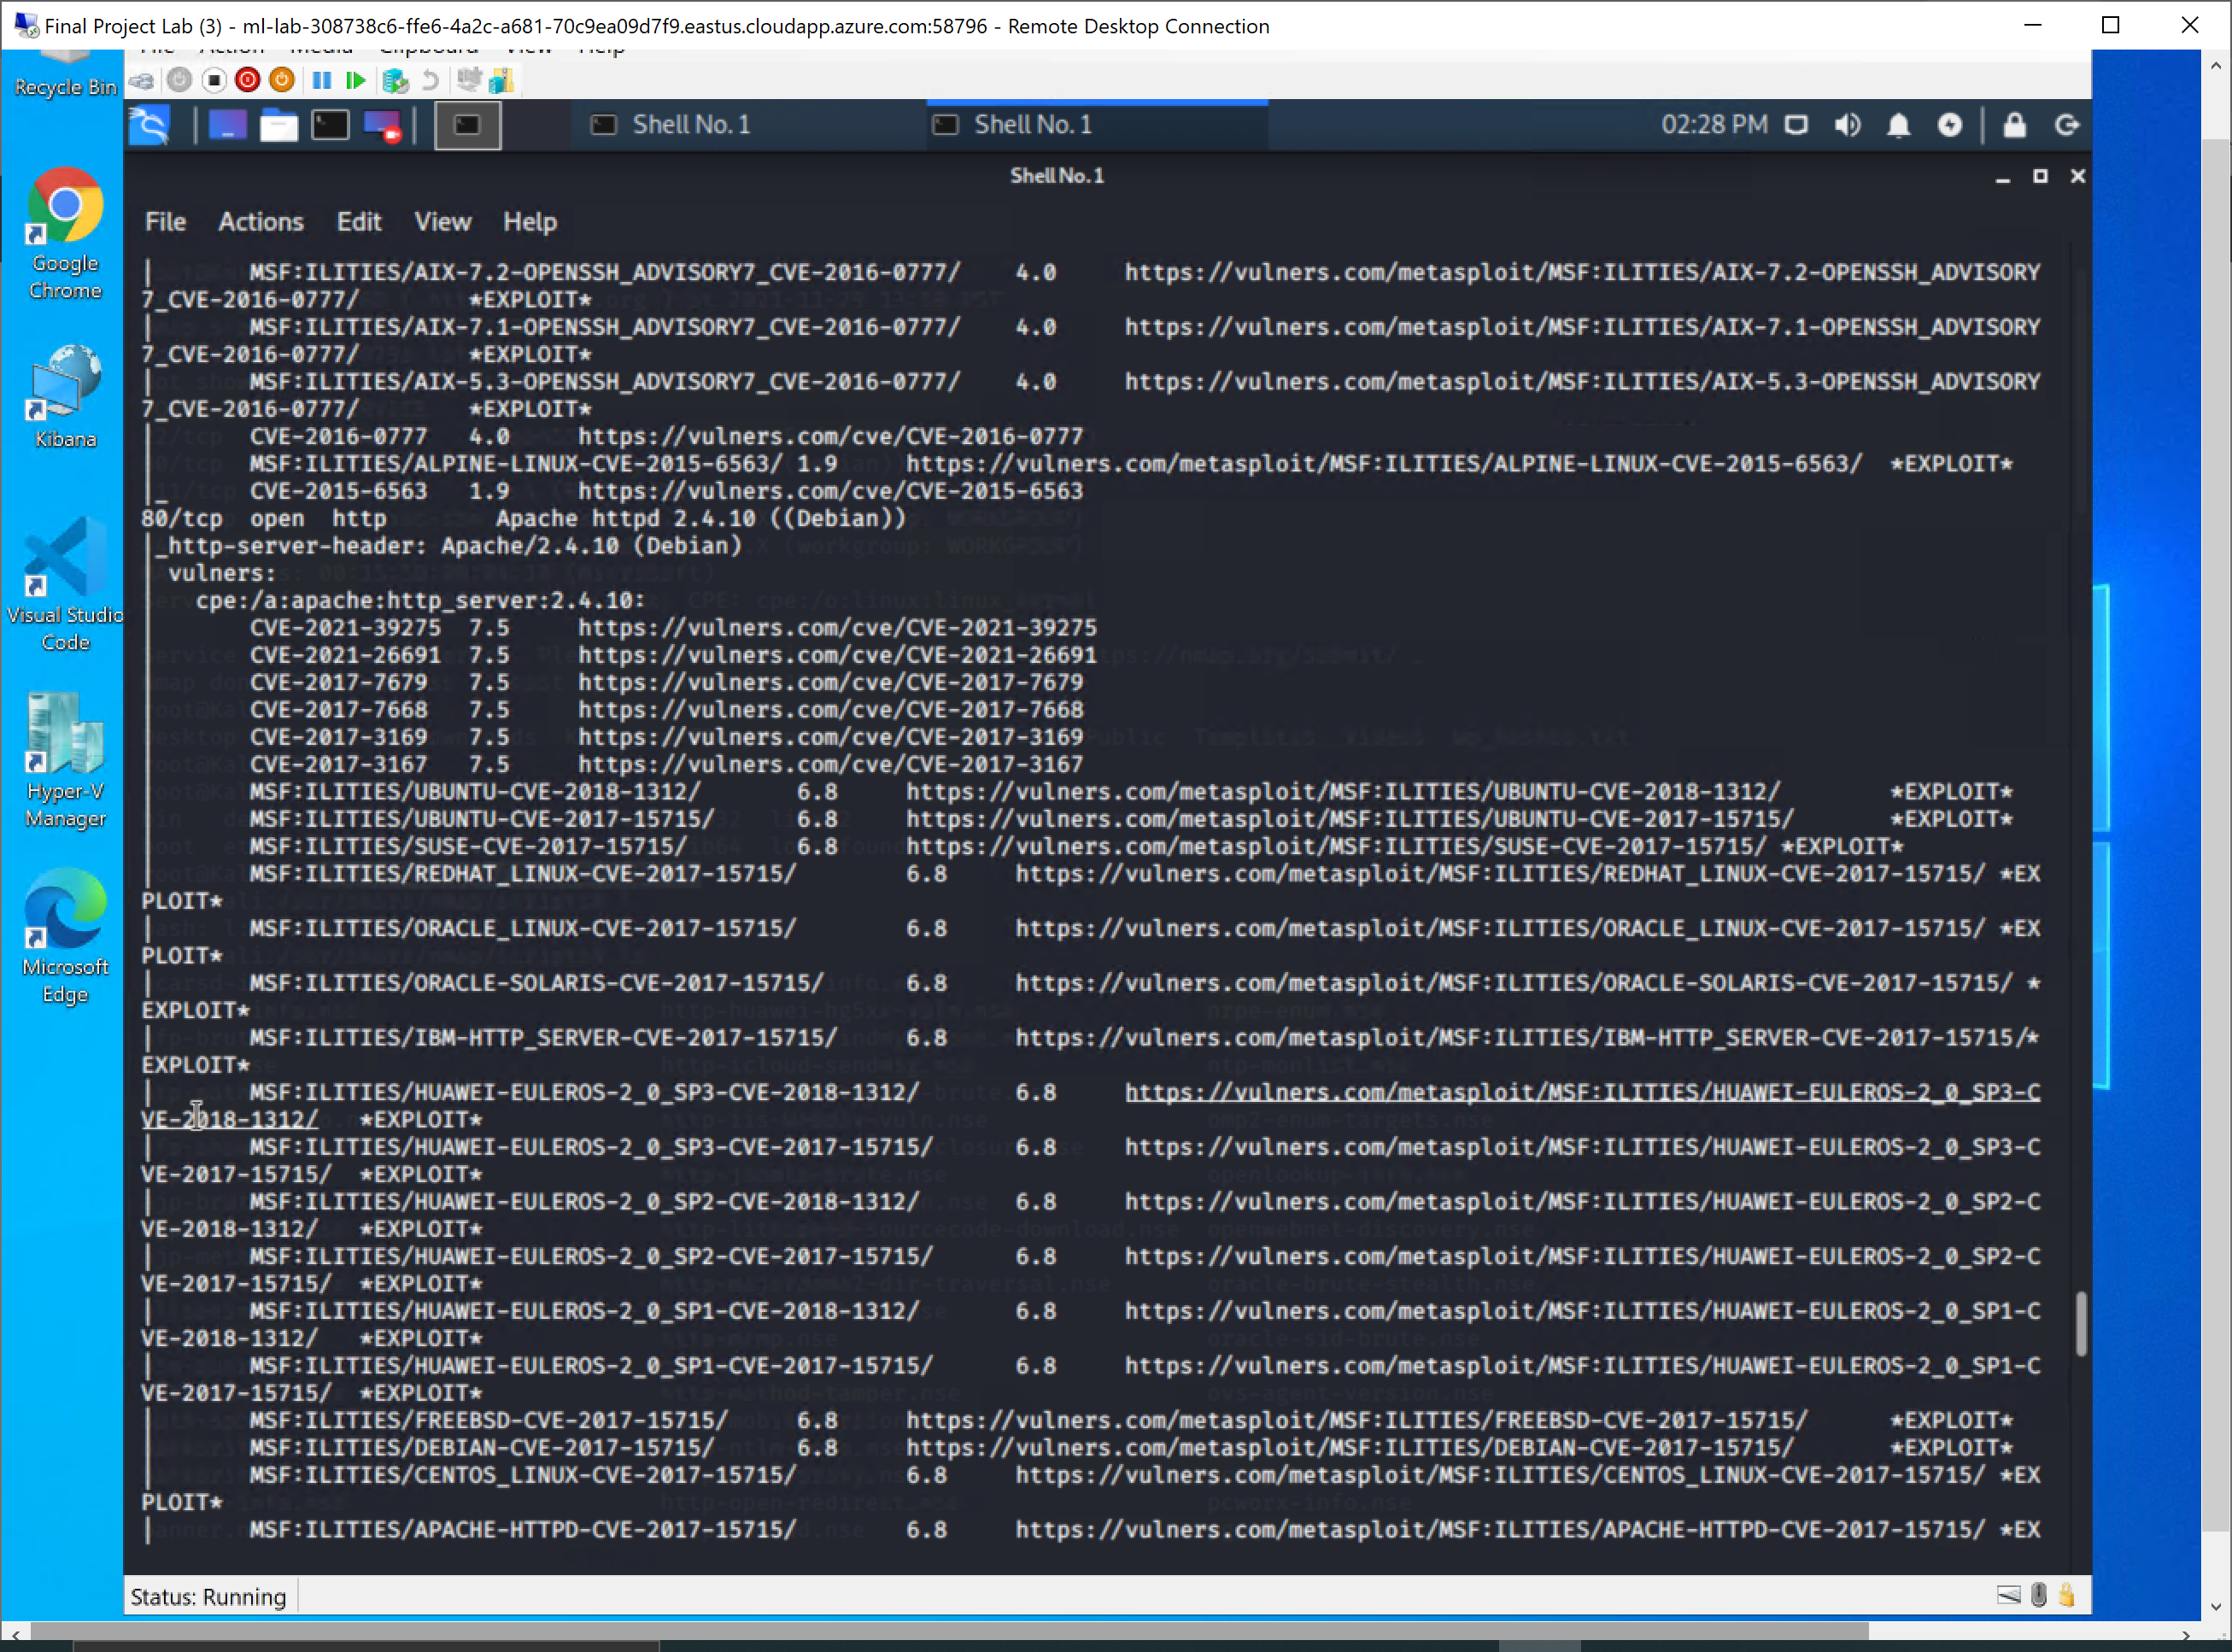 Final Project Lab (3) - ml-lab-308738c6-ffe6-4a2c-a681-70c9ea09d7f9.eastus.cloudapp.azure.com:58796 - Remote Desktop Connection
File Action Media Clipboard View Help
Recycle Bin
Shell No. 1
Shell No. 1
02:28 PM
Shell No. 1
File Actions Edit View Help
Google
Chrome
Kibana
Visual Studio
Code
Hyper-V
Manager
Microsoft
Edge
| MSF:ILITIES/AIX-7.2-OPENSSH_ADVISORY7_CVE-2016-0777/ 4.0 https://vulners.com/metasploit/MSF:ILITIES/AIX-7.2-OPENSSH_ADVISORY
7_CVE-2016-0777/ *EXPLOIT*
| MSF:ILITIES/AIX-7.1-OPENSSH_ADVISORY7_CVE-2016-0777/ 4.0 https://vulners.com/metasploit/MSF:ILITIES/AIX-7.1-OPENSSH_ADVISORY
7_CVE-2016-0777/ *EXPLOIT*
| MSF:ILITIES/AIX-5.3-OPENSSH_ADVISORY7_CVE-2016-0777/ 4.0 https://vulners.com/metasploit/MSF:ILITIES/AIX-5.3-OPENSSH_ADVISORY
7_CVE-2016-0777/ *EXPLOIT*
| CVE-2016-0777 4.0 https://vulners.com/cve/CVE-2016-0777
| MSF:ILITIES/ALPINE-LINUX-CVE-2015-6563/ 1.9 https://vulners.com/metasploit/MSF:ILITIES/ALPINE-LINUX-CVE-2015-6563/ *EXPLOIT*
|_ CVE-2015-6563 1.9 https://vulners.com/cve/CVE-2015-6563
80/tcp open http Apache httpd 2.4.10 ((Debian))
|_http-server-header: Apache/2.4.10 (Debian)
| vulners:
| cpe:/a:apache:http_server:2.4.10:
| CVE-2021-39275 7.5 https://vulners.com/cve/CVE-2021-39275
| CVE-2021-26691 7.5 https://vulners.com/cve/CVE-2021-26691
| CVE-2017-7679 7.5 https://vulners.com/cve/CVE-2017-7679
| CVE-2017-7668 7.5 https://vulners.com/cve/CVE-2017-7668
| CVE-2017-3169 7.5 https://vulners.com/cve/CVE-2017-3169
| CVE-2017-3167 7.5 https://vulners.com/cve/CVE-2017-3167
| MSF:ILITIES/UBUNTU-CVE-2018-1312/ 6.8 https://vulners.com/metasploit/MSF:ILITIES/UBUNTU-CVE-2018-1312/ *EXPLOIT*
| MSF:ILITIES/UBUNTU-CVE-2017-15715/ 6.8 https://vulners.com/metasploit/MSF:ILITIES/UBUNTU-CVE-2017-15715/ *EXPLOIT*
| MSF:ILITIES/SUSE-CVE-2017-15715/ 6.8 https://vulners.com/metasploit/MSF:ILITIES/SUSE-CVE-2017-15715/ *EXPLOIT*
| MSF:ILITIES/REDHAT_LINUX-CVE-2017-15715/ 6.8 https://vulners.com/metasploit/MSF:ILITIES/REDHAT_LINUX-CVE-2017-15715/ *EX
PLOIT*
| MSF:ILITIES/ORACLE_LINUX-CVE-2017-15715/ 6.8 https://vulners.com/metasploit/MSF:ILITIES/ORACLE_LINUX-CVE-2017-15715/ *EX
PLOIT*
| MSF:ILITIES/ORACLE-SOLARIS-CVE-2017-15715/ 6.8 https://vulners.com/metasploit/MSF:ILITIES/ORACLE-SOLARIS-CVE-2017-15715/ *
EXPLOIT*
| MSF:ILITIES/IBM-HTTP_SERVER-CVE-2017-15715/ 6.8 https://vulners.com/metasploit/MSF:ILITIES/IBM-HTTP_SERVER-CVE-2017-15715/*
EXPLOIT*
| MSF:ILITIES/HUAWEI-EULEROS-2_0_SP3-CVE-2018-1312/ 6.8 https://vulners.com/metasploit/MSF:ILITIES/HUAWEI-EULEROS-2_0_SP3-C
VE-2018-1312/ *EXPLOIT*
| MSF:ILITIES/HUAWEI-EULEROS-2_0_SP3-CVE-2017-15715/ 6.8 https://vulners.com/metasploit/MSF:ILITIES/HUAWEI-EULEROS-2_0_SP3-C
VE-2017-15715/ *EXPLOIT*
| MSF:ILITIES/HUAWEI-EULEROS-2_0_SP2-CVE-2018-1312/ 6.8 https://vulners.com/metasploit/MSF:ILITIES/HUAWEI-EULEROS-2_0_SP2-C
VE-2018-1312/ *EXPLOIT*
| MSF:ILITIES/HUAWEI-EULEROS-2_0_SP2-CVE-2017-15715/ 6.8 https://vulners.com/metasploit/MSF:ILITIES/HUAWEI-EULEROS-2_0_SP2-C
VE-2017-15715/ *EXPLOIT*
| MSF:ILITIES/HUAWEI-EULEROS-2_0_SP1-CVE-2018-1312/ 6.8 https://vulners.com/metasploit/MSF:ILITIES/HUAWEI-EULEROS-2_0_SP1-C
VE-2018-1312/ *EXPLOIT*
| MSF:ILITIES/HUAWEI-EULEROS-2_0_SP1-CVE-2017-15715/ 6.8 https://vulners.com/metasploit/MSF:ILITIES/HUAWEI-EULEROS-2_0_SP1-C
VE-2017-15715/ *EXPLOIT*
| MSF:ILITIES/FREEBSD-CVE-2017-15715/ 6.8 https://vulners.com/metasploit/MSF:ILITIES/FREEBSD-CVE-2017-15715/ *EXPLOIT*
| MSF:ILITIES/DEBIAN-CVE-2017-15715/ 6.8 https://vulners.com/metasploit/MSF:ILITIES/DEBIAN-CVE-2017-15715/ *EXPLOIT*
| MSF:ILITIES/CENTOS_LINUX-CVE-2017-15715/ 6.8 https://vulners.com/metasploit/MSF:ILITIES/CENTOS_LINUX-CVE-2017-15715/ *EX
PLOIT*
| MSF:ILITIES/APACHE-HTTPD-CVE-2017-15715/ 6.8 https://vulners.com/metasploit/MSF:ILITIES/APACHE-HTTPD-CVE-2017-15715/ *EX
Status: Running